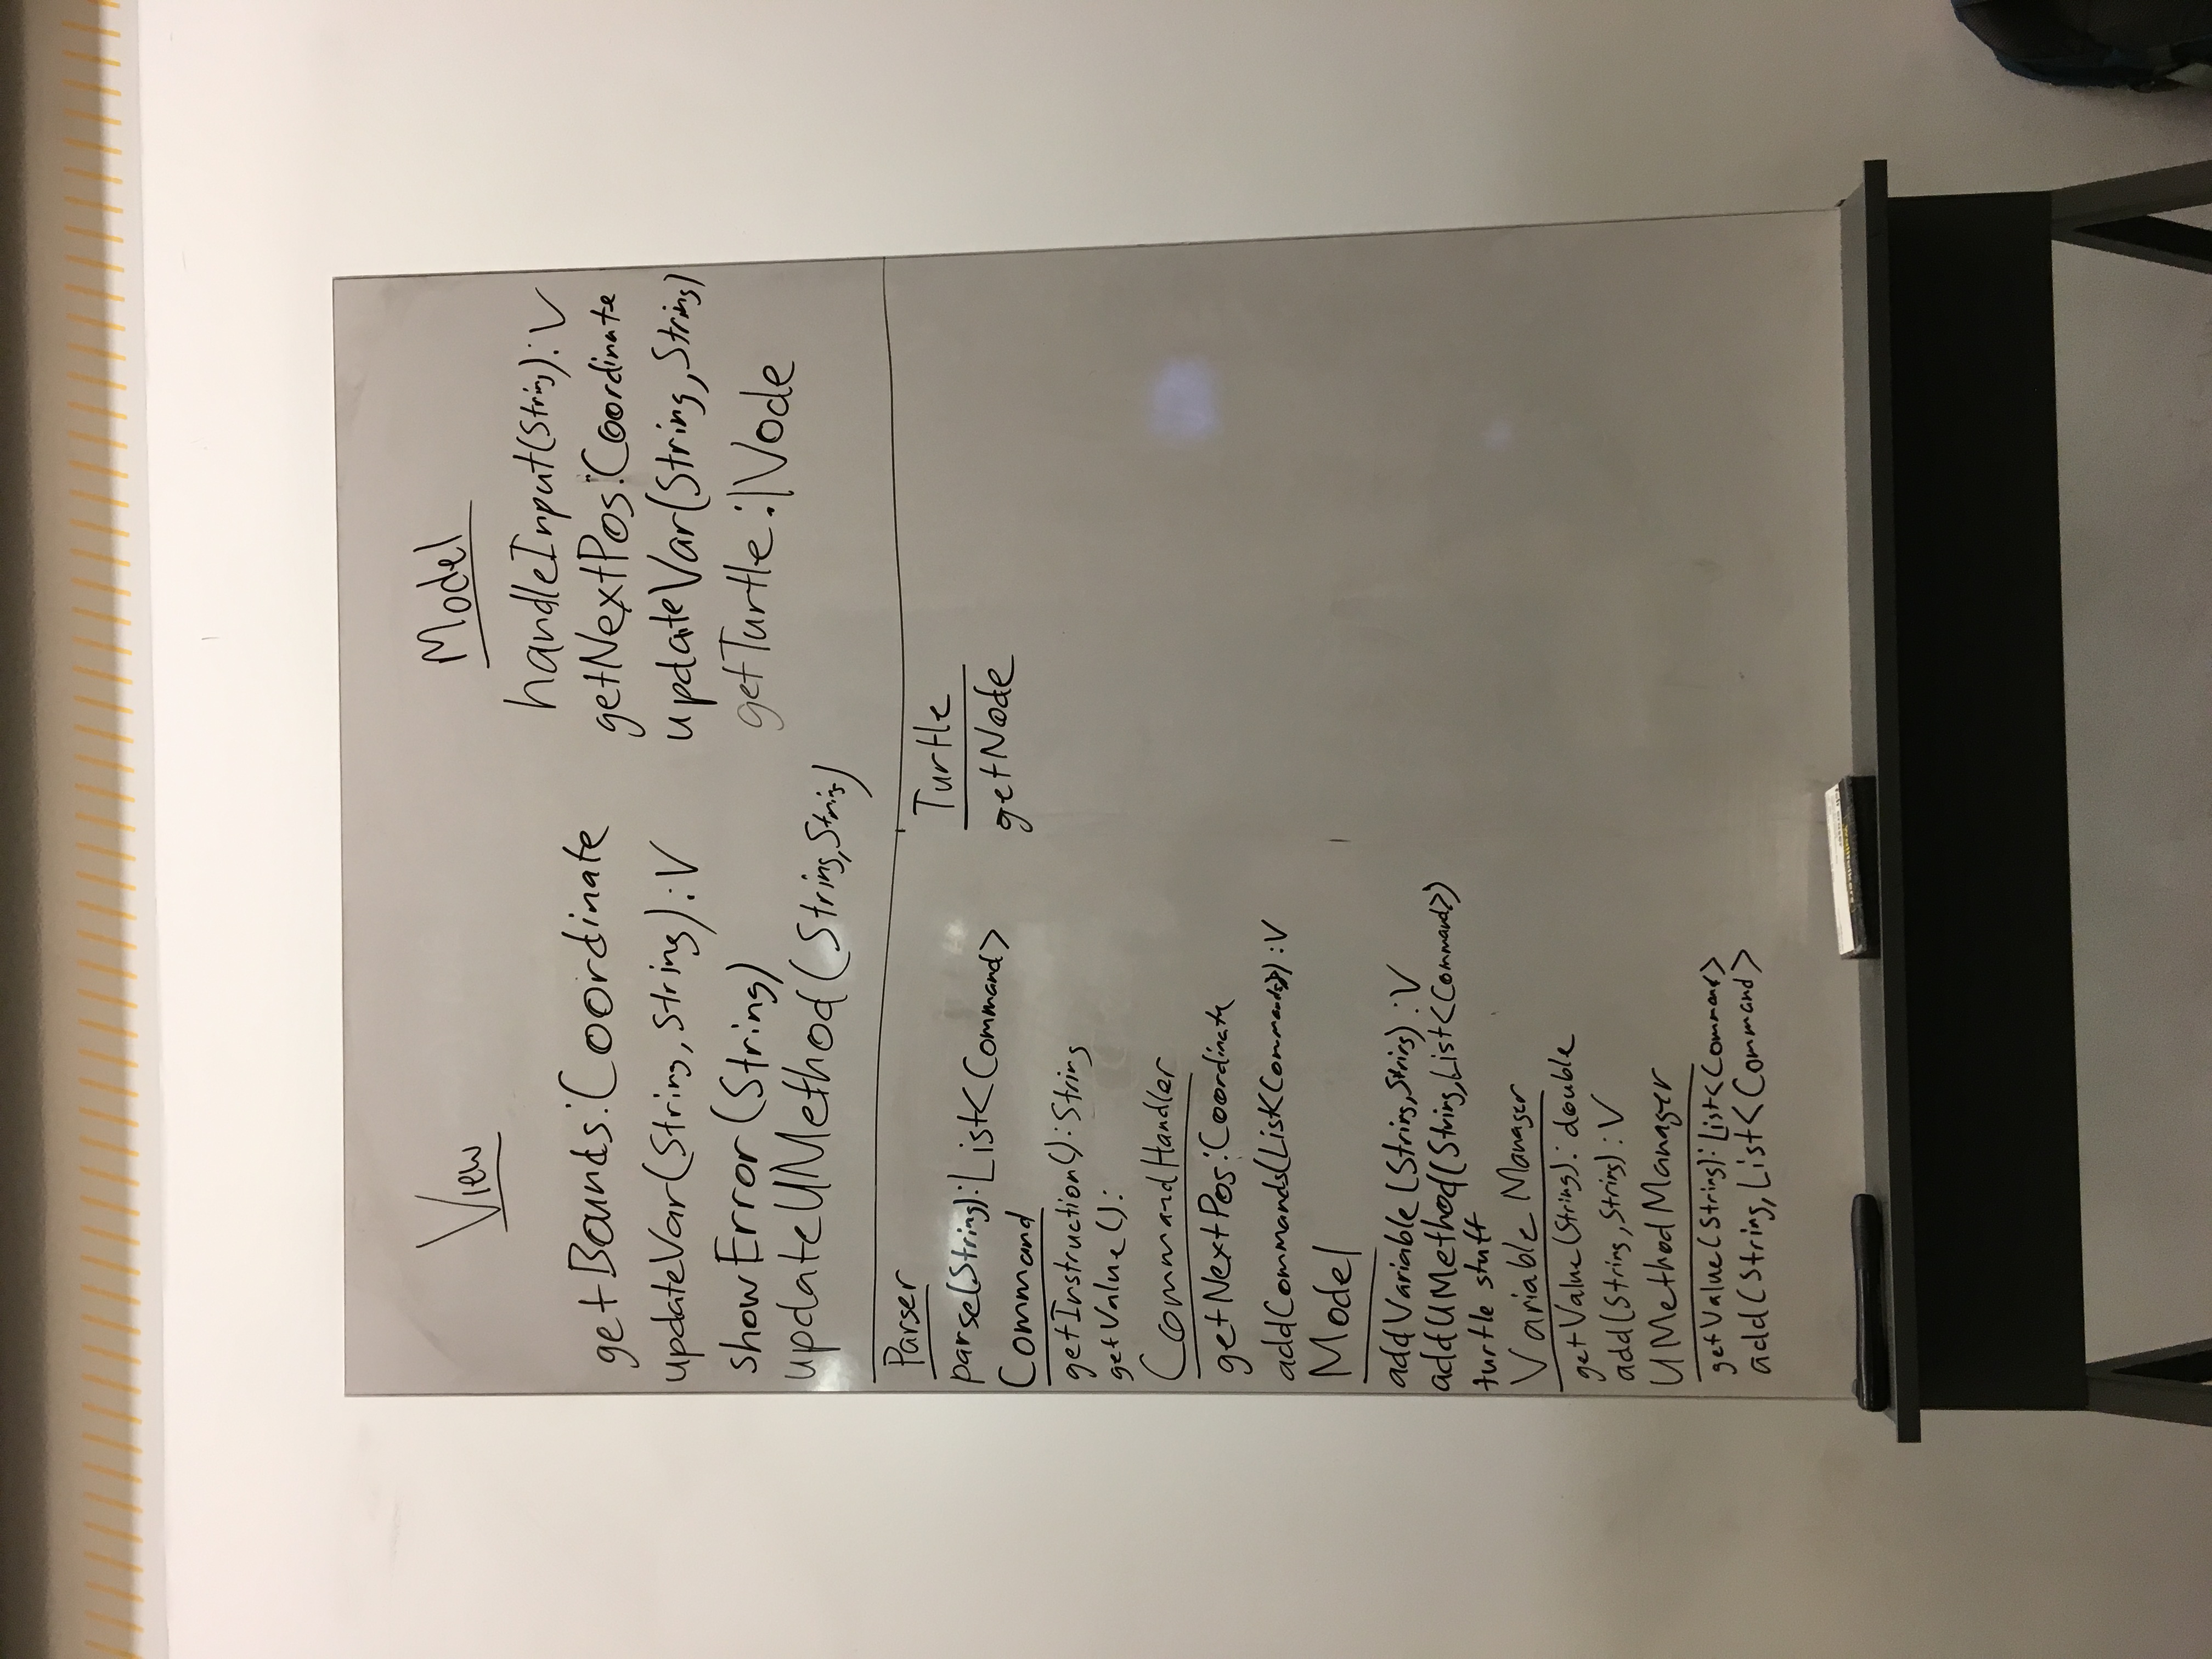 View
getBounds:Coordinate
updateVar(String, String):V
showError(String)
updateUMethod(String,String)
Model
handleInput(String):V
getNextPos:Coordinate
updateVar(String,String)
getTurtle:Node
Parser
parse(String):List<Command>
Command
getInstruction():String
getValue():
CommandHandler
getNextPos:Coordinate
addCommands(List<Commands>):V
Model
addVariable(String,String):V
addUMethod(String,List<Command>)
turtle stuff
Variable Manager
getValue(String):double
add(String,String):V
UMethodManager
getValue(String):List<Command>
add(String,List<Command>
Turtle
getNode